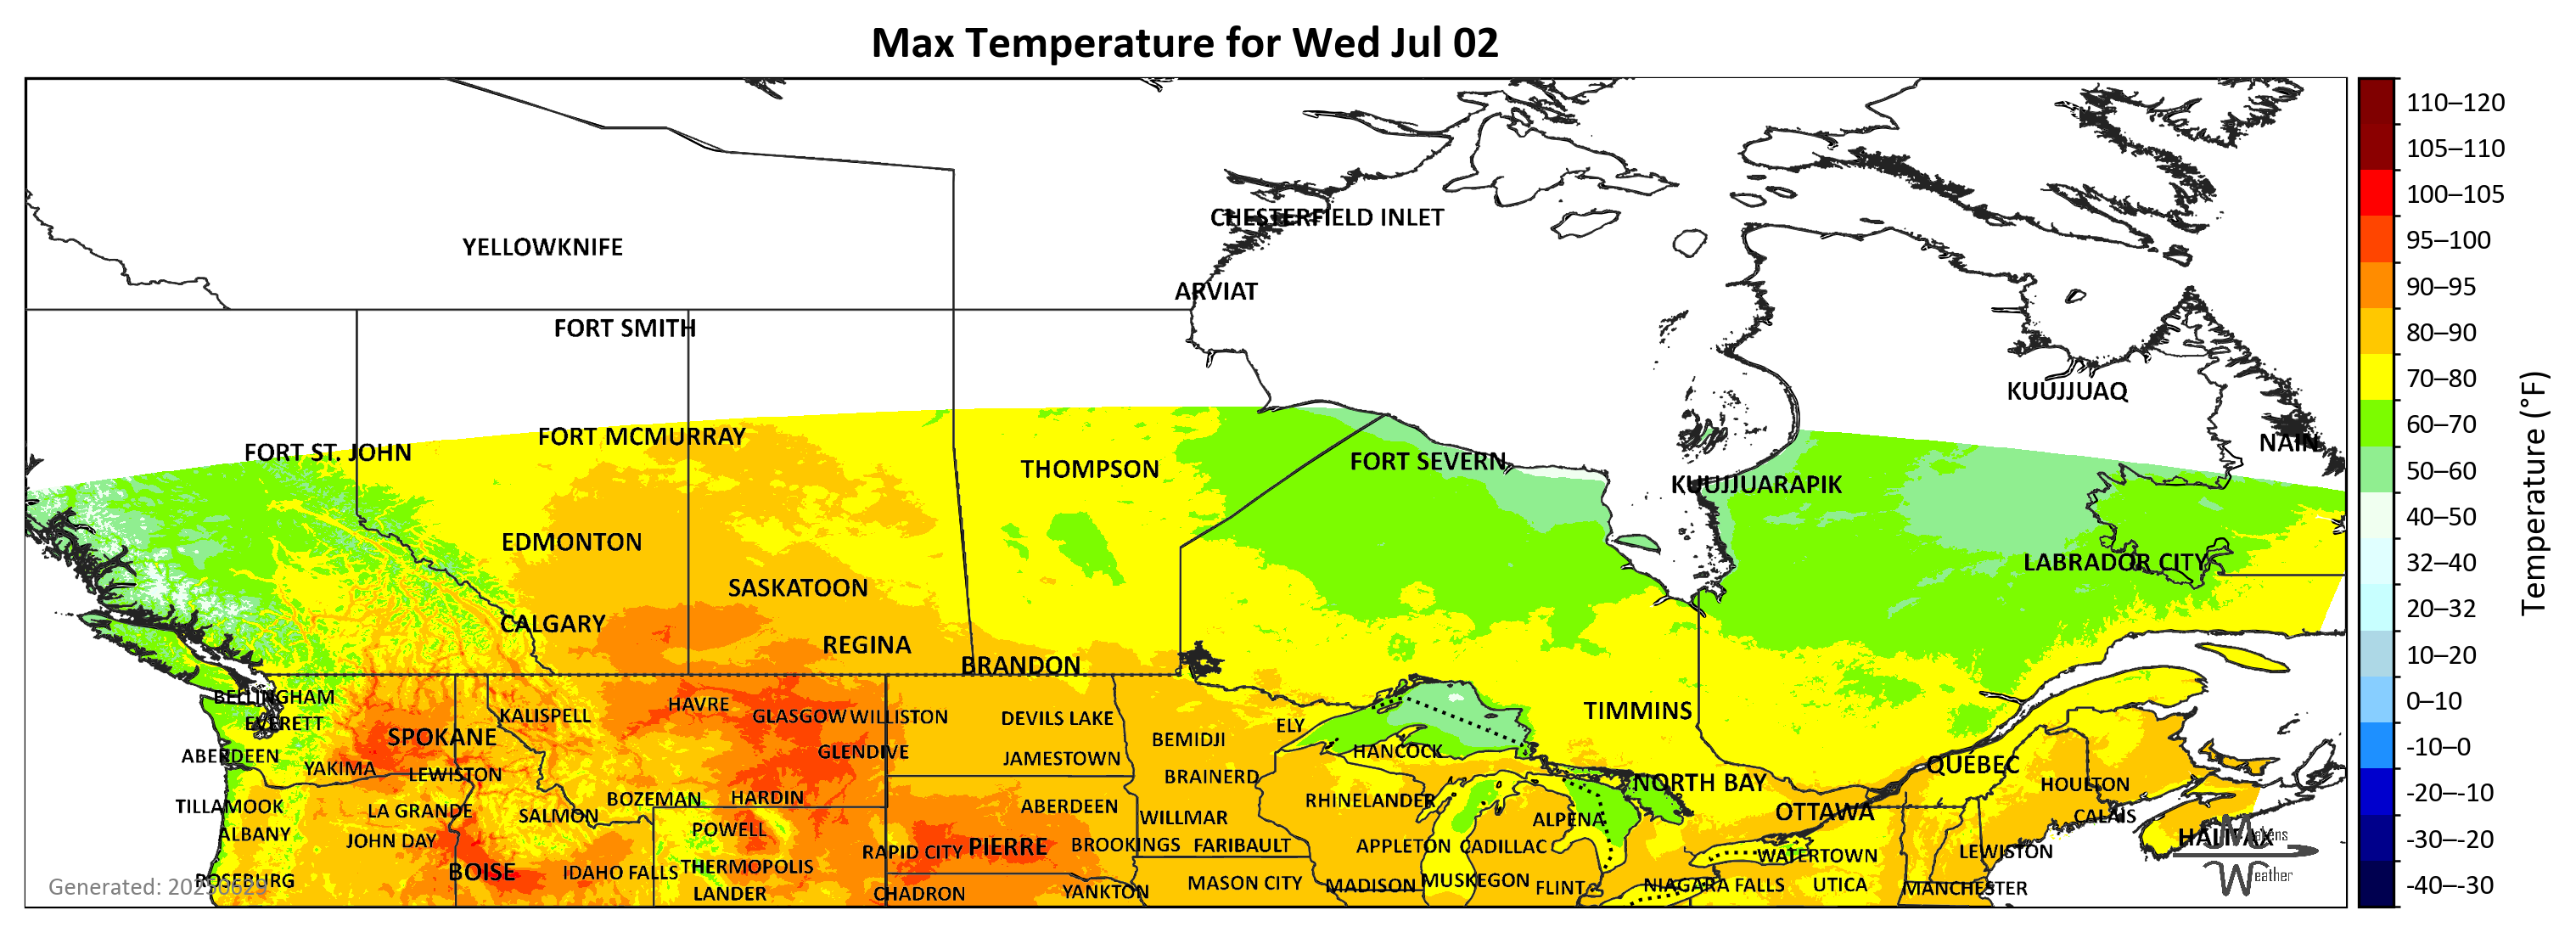 Max Temperature for Wed Jul 02
CHESTERFIELD INLET
YELLOWKNIFE
ARVIAT
FORT SMITH
KUUJJUAQ
FORT MCMURRAY
NAIN
FORT ST. JOHN
FORT SEVERN
THOMPSON
KUUJJUARAPIK
EDMONTON
LABRADOR CITY
SASKATOON
CALGARY
REGINA
BRANDON
BELLINGHAM
HAVRE
TIMMINS
KALISPELL
GLASGOW WILLISTON
DEVILS LAKE
EVERETT
ELY
SPOKANE
BEMIDJI
GLENDIVE
HANCOCK
ABERDEEN
JAMESTOWN
QUÉBEC
YAKIMA
LEWISTON
BRAINERD
NORTH BAY
HOULTON
BOZEMAN
HARDIN
RHINELANDER
TILLAMOOK
ABERDEEN
LA GRANDE
OTTAWA
SALMON
CALAIS
WILLMAR
ALPENA
POWELL
ALBANY
HALIFAX
Makens
JOHN DAY
PIERRE
BROOKINGS
FARIBAULT
APPLETON
CADILLAC
RAPID CITY
LEWISTON
WATERTOWN
THERMOPOLIS
BOISE
IDAHO FALLS
Weather
ROSEBURG
MUSKEGON
MASON CITY
MADISON
NIAGARA FALLS
UTICA
Generated: 20250629
FLINT
MANCHESTER
YANKTON
LANDER
CHADRON
110–120
105–110
100–105
95–100
90–95
80–90
70–80
60–70
50–60
40–50
32–40
20–32
10–20
0–10
-10–0
-20–-10
-30–-20
-40–-30
Temperature (°F)